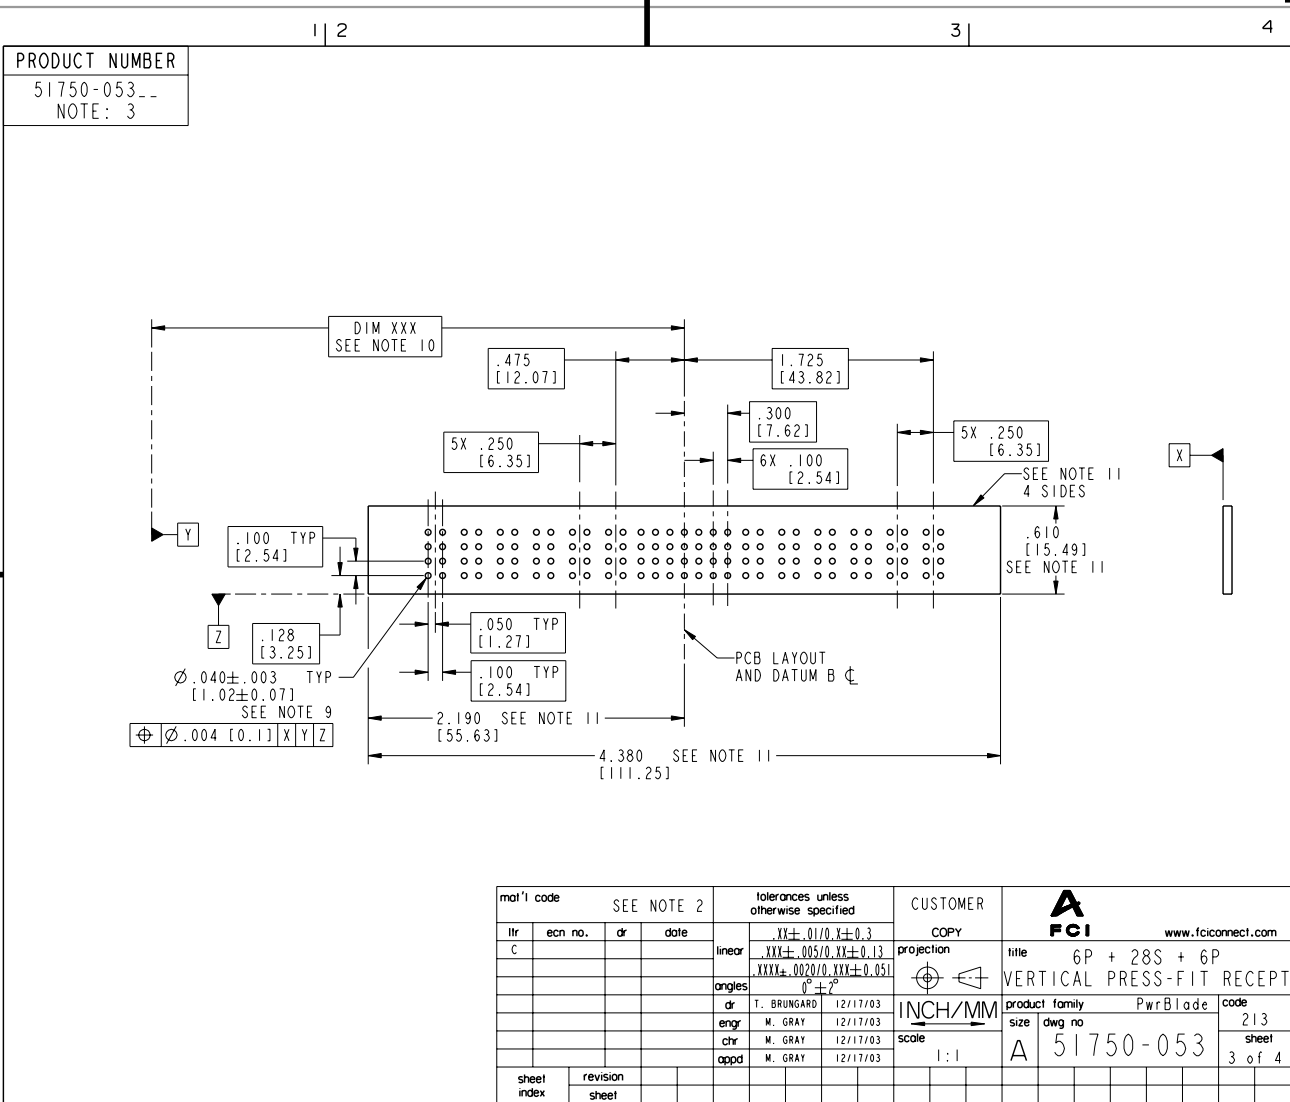 1 2 3 4
PRODUCT NUMBER
51750-053__
NOTE: 3
DIM XXX
SEE NOTE 10
.475
[12.07]
1.725
[43.82]
.300
[7.62]
5X .250
[6.35]
6X .100
[2.54]
5X .250
[6.35]
X
SEE NOTE 11
4 SIDES
Y
.100 TYP
[2.54]
.610
[15.49]
SEE NOTE 11
Z
.128
[3.25]
.050 TYP
[1.27]
.100 TYP
[2.54]
PCB LAYOUT
AND DATUM B ℄
Ø.040±.003 TYP
[1.02±0.07]
SEE NOTE 9
⌖ Ø.004 [0.1] X Y Z
2.190 SEE NOTE 11
[55.63]
4.380 SEE NOTE 11
[111.25]
mat'l code SEE NOTE 2
tolerances unless
otherwise specified
CUSTOMER
COPY
FCI
www.fciconnect.com
ltr ecn no. dr date
C
linear
.XX±.01/0.X±0.3
.XXX±.005/0.XX±0.13
.XXXX±.0020/0.XXX±0.051
angles 0°±2°
projection
title 6P + 28S + 6P
VERTICAL PRESS-FIT RECEPT
dr T. BRUNGARD 12/17/03
engr M. GRAY 12/17/03
chr M. GRAY 12/17/03
appd M. GRAY 12/17/03
INCH/MM
scale
1:1
product family PwrBlade
code
213
size
A
dwg no
51750-053
sheet
3 of 4
sheet
index
revision
sheet